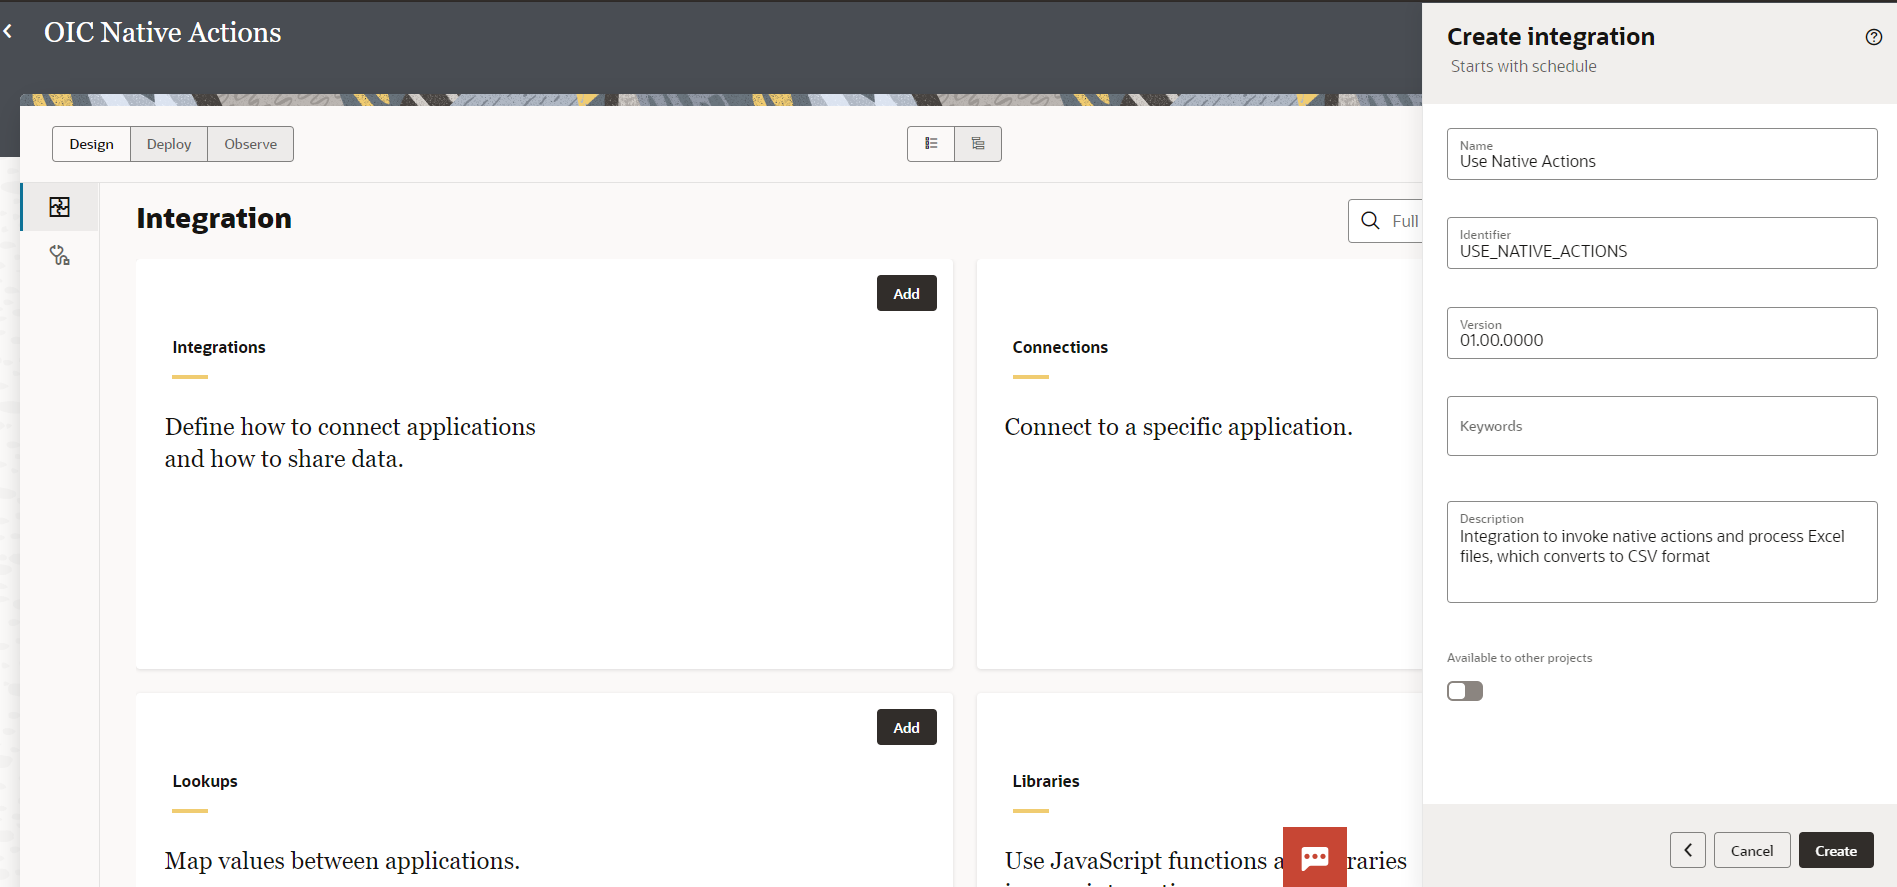 OIC Native Actions
Design
Deploy
Observe
Integration
Full
Add
Integrations
Define how to connect applications
and how to share data.
Connections
Connect to a specific application.
Add
Lookups
Map values between applications.
Libraries
Use JavaScript functions a
raries
Create integration
Starts with schedule
Name
Use Native Actions
Identifier
USE_NATIVE_ACTIONS
Version
01.00.0000
Keywords
Description
Integration to invoke native actions and process Excel
files, which converts to CSV format
Available to other projects
Cancel
Create